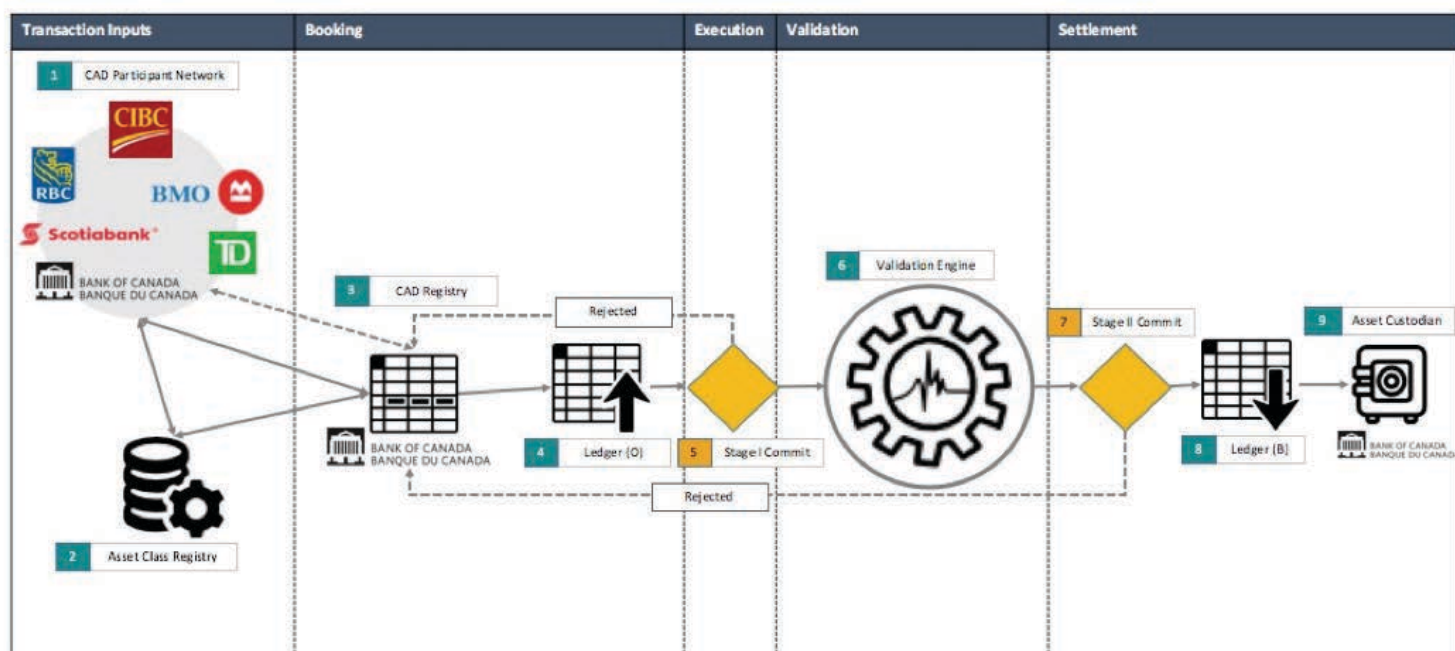 Transaction Inputs
Booking
Execution
Validation
Settlement
1 CAD Participant Network
CIBC
RBC
BMO
Scotiabank
TD
BANK OF CANADA
BANQUE DU CANADA
2 Asset Class Registry
3 CAD Registry
BANK OF CANADA
BANQUE DU CANADA
Rejected
4 Ledger (O)
5 Stage I Commit
Rejected
6 Validation Engine
7 Stage II Commit
8 Ledger (B)
9 Asset Custodian
BANK OF CANADA
BANQUE DU CANADA